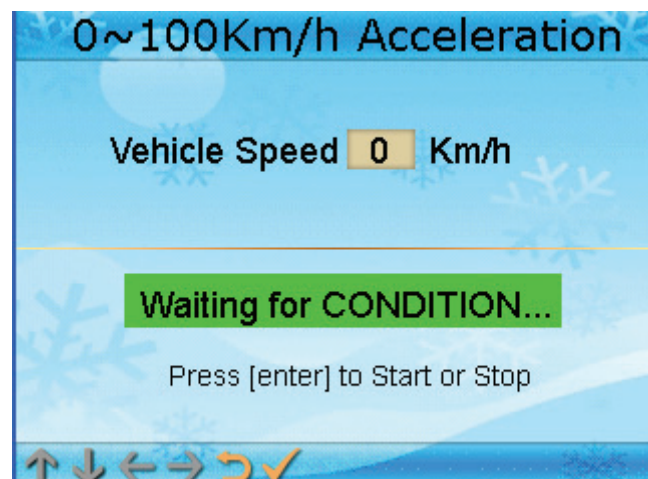 0~100Km/h Acceleration
Vehicle Speed 0 Km/h
Waiting for CONDITION...
Press [enter] to Start or Stop